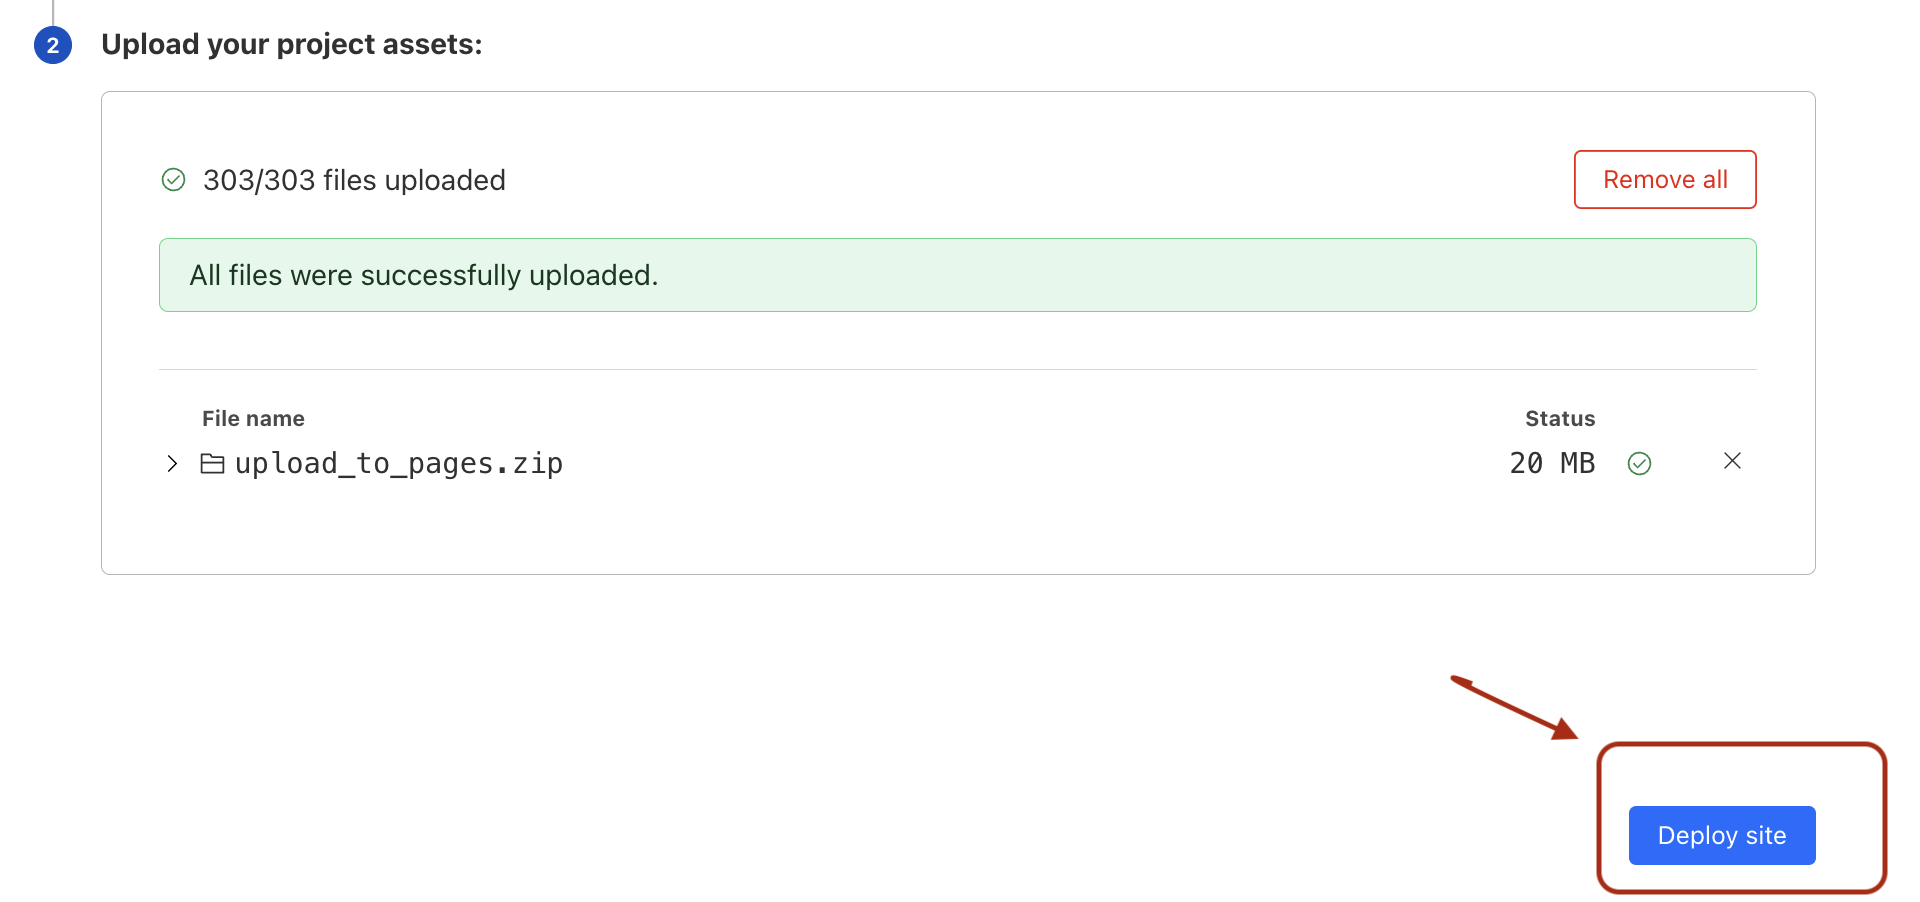 2
Upload your project assets:
303/303 files uploaded
Remove all
All files were successfully uploaded.
File name
Status
upload_to_pages.zip
20 MB
Deploy site